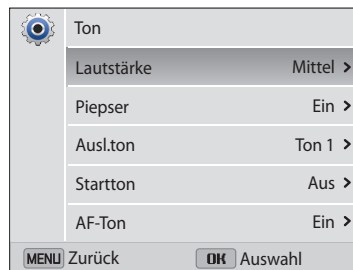 Ton
Lautstärke Mittel >
Piepser Ein >
Ausl.ton Ton 1 >
Startton Aus >
AF-Ton Ein >
MENU Zurück OK Auswahl